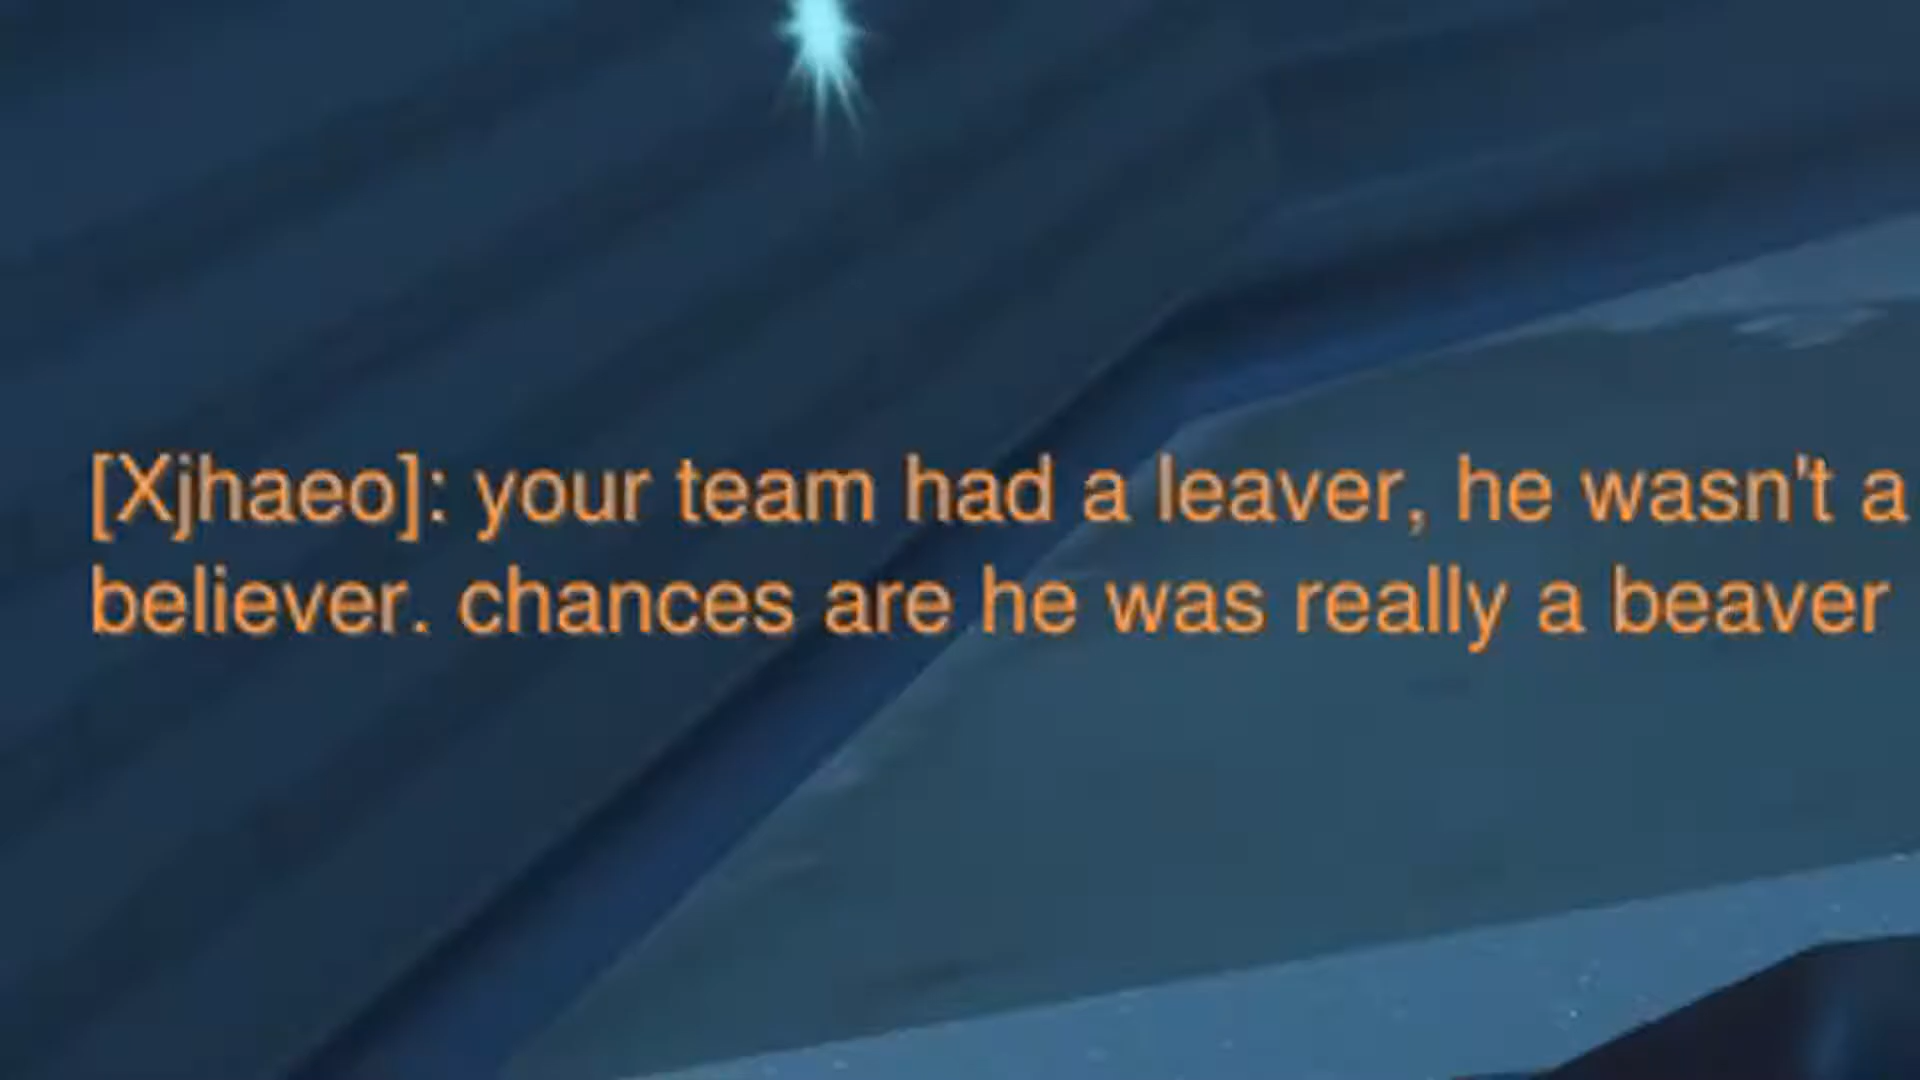 [Xjhaeo]: your team had a leaver, he wasn't a
believer. chances are he was really a beaver